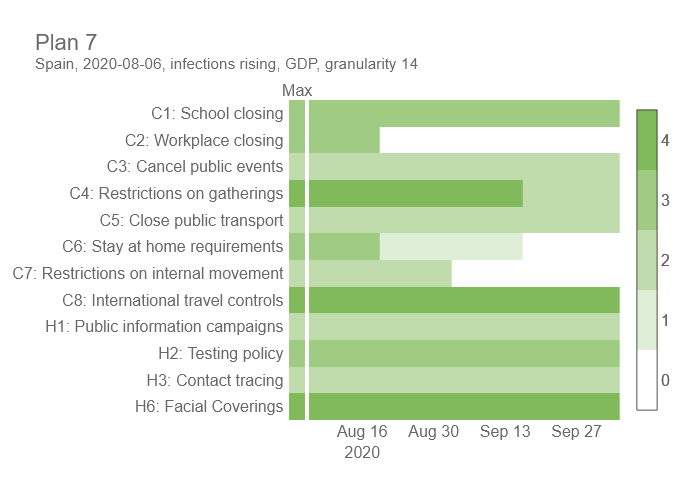 Plan 7
Spain, 2020-08-06, infections rising, GDP, granularity 14
Max
C1: School closing
C2: Workplace closing
C3: Cancel public events
C4: Restrictions on gatherings
C5: Close public transport
C6: Stay at home requirements
C7: Restrictions on internal movement
C8: International travel controls
H1: Public information campaigns
H2: Testing policy
H3: Contact tracing
H6: Facial Coverings
4
3
2
1
0
Aug 16 Aug 30 Sep 13 Sep 27
2020